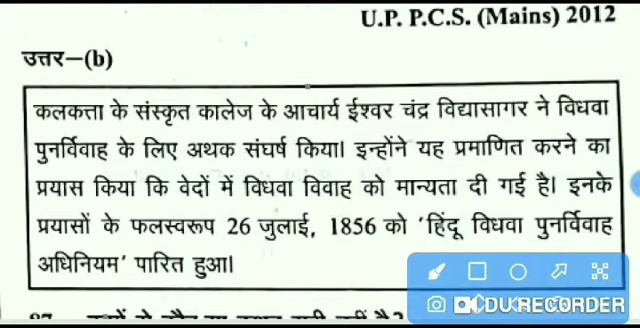 U.P. P.C.S. (Mains) 2012
उत्तर–(b)
कलकत्ता के संस्कृत कालेज के आचार्य ईश्वर चंद्र विद्यासागर ने विधवा
पुनर्विवाह के लिए अथक संघर्ष किया। इन्होंने यह प्रमाणित करने का
प्रयास किया कि वेदों में विधवा विवाह को मान्यता दी गई है। इनके
प्रयासों के फलस्वरूप 26 जुलाई, 1856 को 'हिंदू विधवा पुनर्विवाह
अधिनियम' पारित हुआ।
DU RECORDER